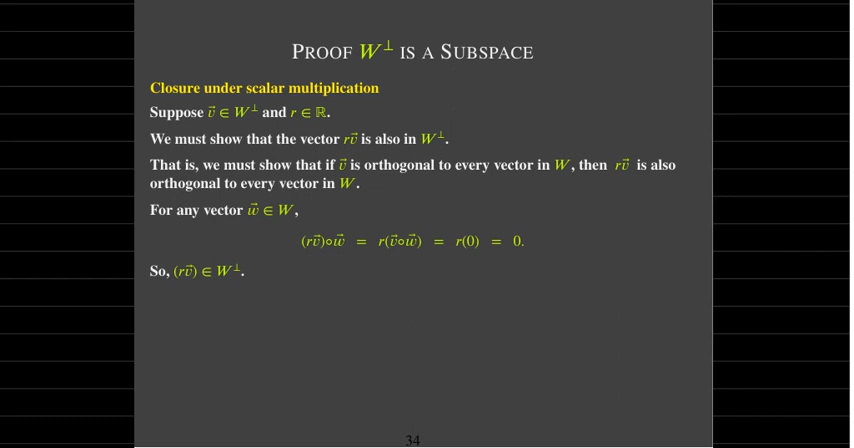 PROOF W⊥ IS A SUBSPACE
Closure under scalar multiplication
Suppose v⃗ ∈ W⊥ and r ∈ ℝ.
We must show that the vector rv⃗ is also in W⊥.
That is, we must show that if v⃗ is orthogonal to every vector in W, then rv⃗ is also
orthogonal to every vector in W.
For any vector w⃗ ∈ W,
(rv⃗)∘w⃗ = r(v⃗∘w⃗) = r(0) = 0.
So, (rv⃗) ∈ W⊥.
34